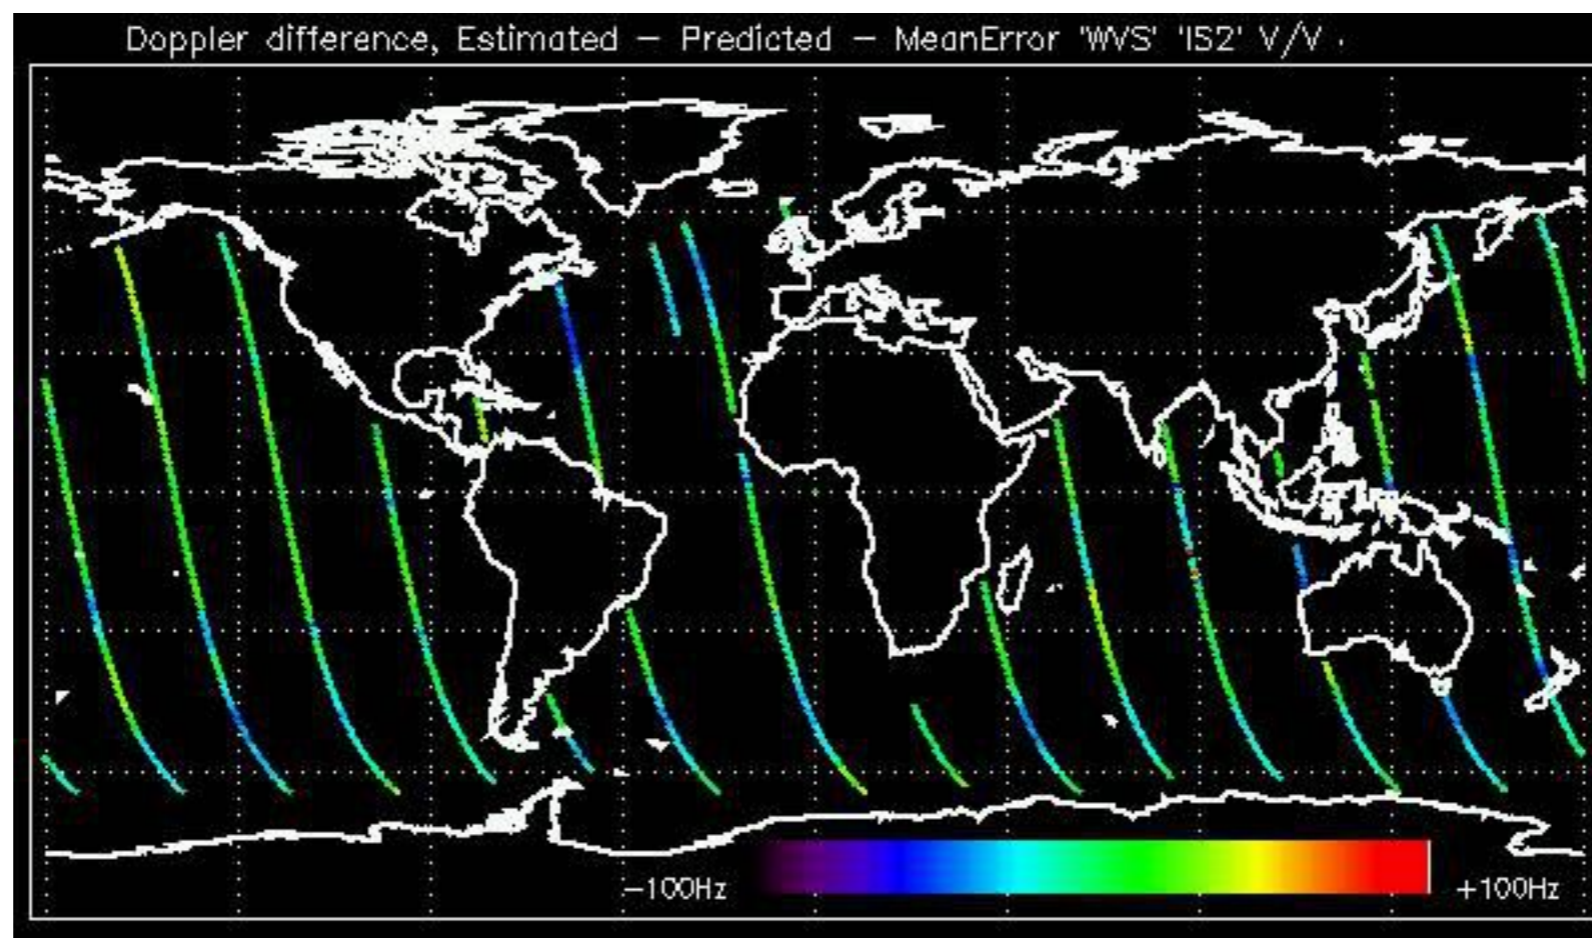 Doppler difference, Estimated – Predicted – MeanError 'WVS' 'IS2' V/V .
–100Hz +100Hz